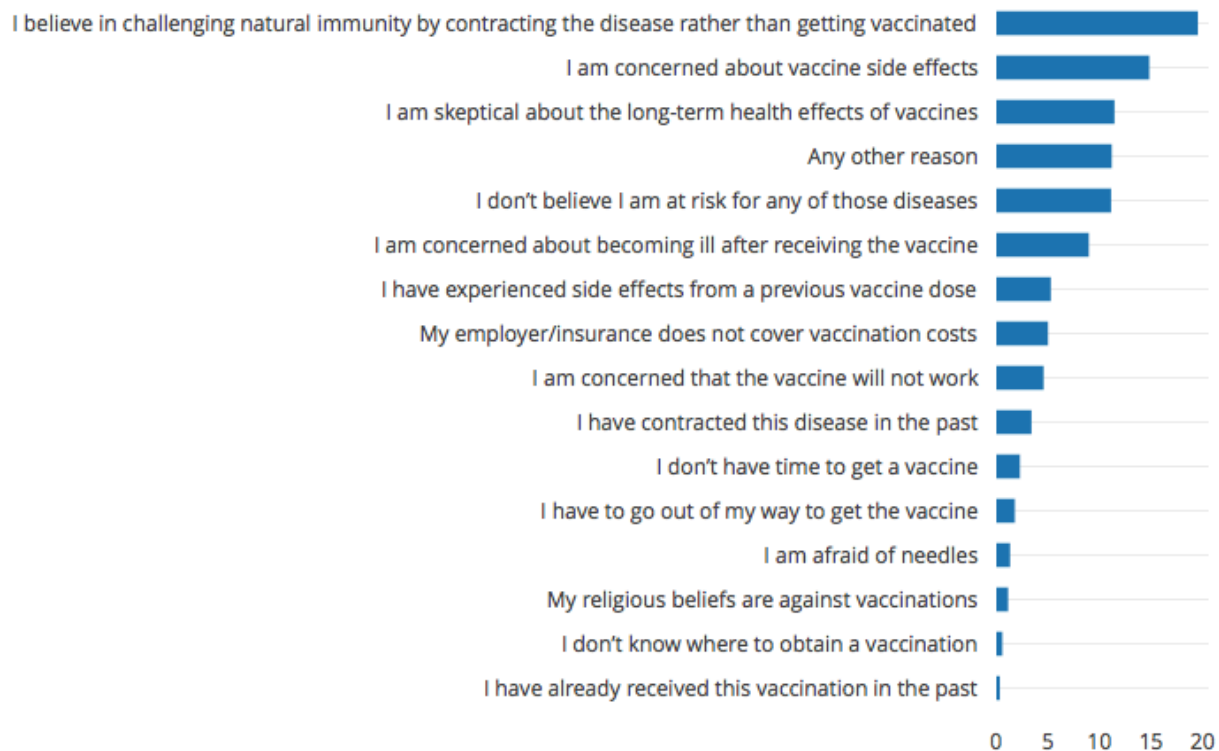 I believe in challenging natural immunity by contracting the disease rather than getting vaccinated
I am concerned about vaccine side effects
I am skeptical about the long-term health effects of vaccines
Any other reason
I don’t believe I am at risk for any of those diseases
I am concerned about becoming ill after receiving the vaccine
I have experienced side effects from a previous vaccine dose
My employer/insurance does not cover vaccination costs
I am concerned that the vaccine will not work
I have contracted this disease in the past
I don’t have time to get a vaccine
I have to go out of my way to get the vaccine
I am afraid of needles
My religious beliefs are against vaccinations
I don’t know where to obtain a vaccination
I have already received this vaccination in the past
0 5 10 15 20